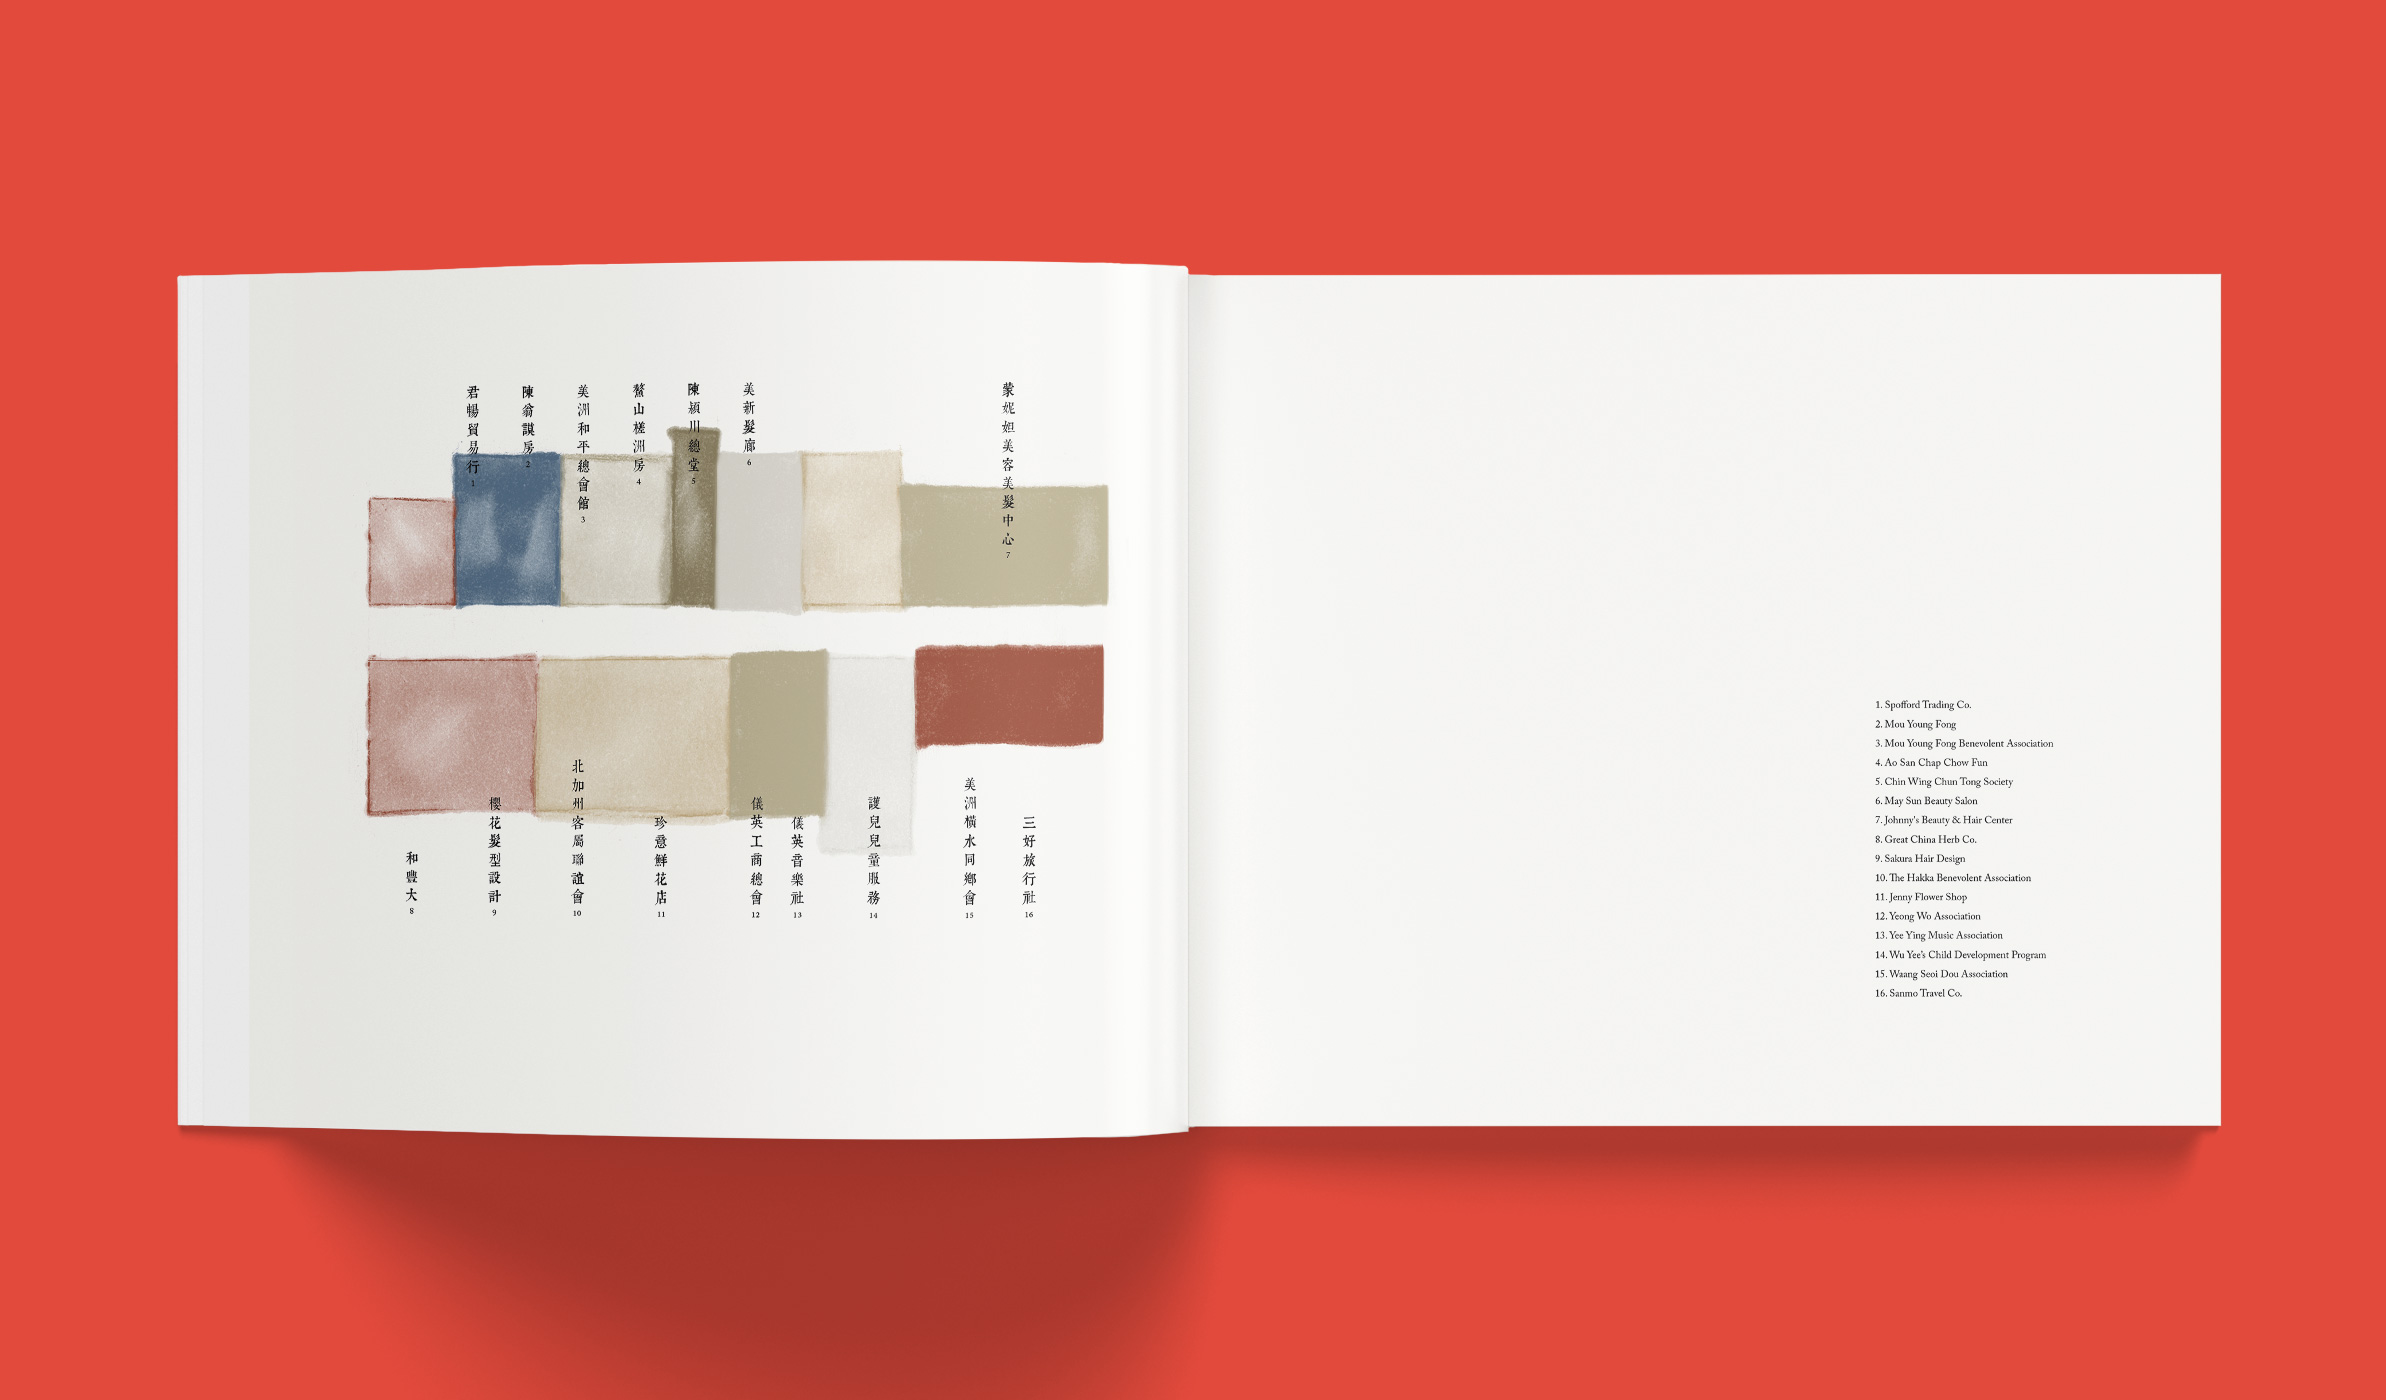 君暢貿易行
1
陳翁謨房
2
美洲和平總會館
3
鰲山槎洲房
4
陳潁川總堂
5
美新髮廊
6
蒙妮妲美容美髮中心
7
和豐大
8
櫻花髮型設計
9
北加州客屬聯誼會
10
珍意鮮花店
11
儀英工商總會
12
儀英音樂社
13
護兒兒童服務
14
美洲橫水同鄉會
15
三好旅行社
16
1. Spofford Trading Co.
2. Mou Young Fong
3. Mou Young Fong Benevolent Association
4. Ao San Chap Chow Fun
5. Chin Wing Chun Tong Society
6. May Sun Beauty Salon
7. Johnny's Beauty & Hair Center
8. Great China Herb Co.
9. Sakura Hair Design
10. The Hakka Benevolent Association
11. Jenny Flower Shop
12. Yeong Wo Association
13. Yee Ying Music Association
14. Wu Yee's Child Development Program
15. Waang Seoi Dou Association
16. Sanmo Travel Co.